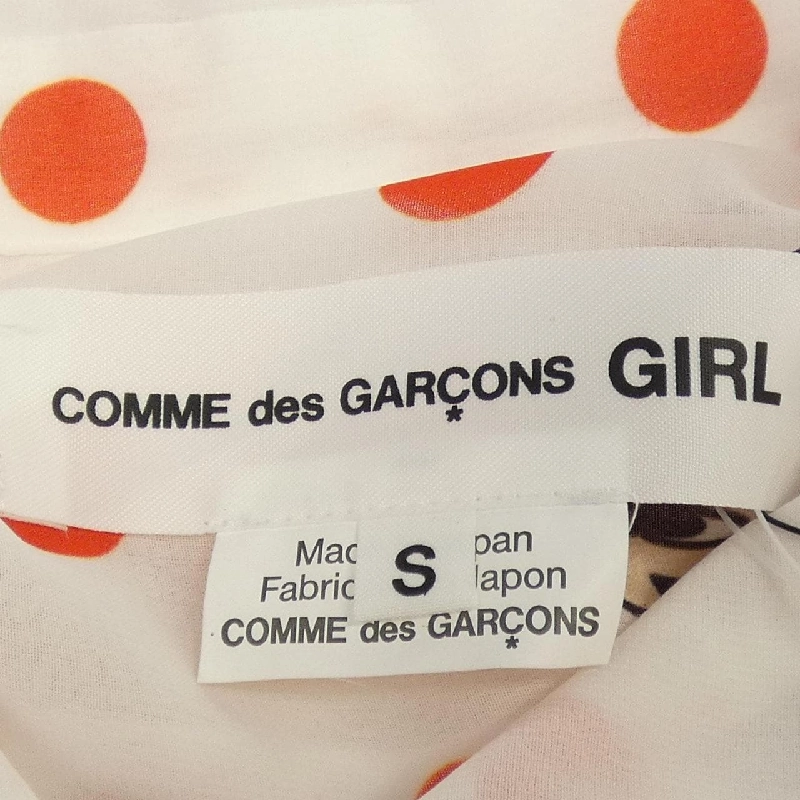 COMME des GARÇONS GIRL
*
S
Mac pan
Fabric Japon
COMME des GARÇONS
*